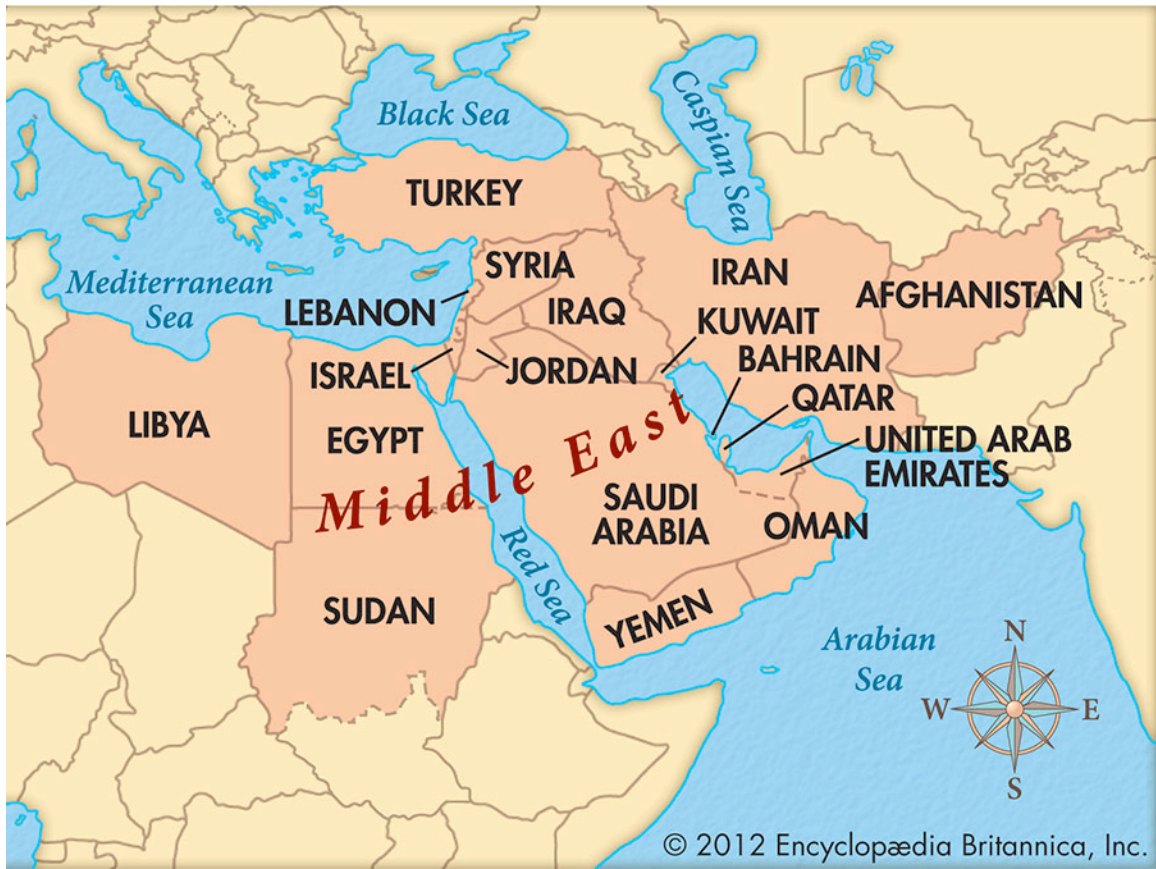 Black Sea
Caspian Sea
TURKEY
Mediterranean
Sea
SYRIA
LEBANON
IRAQ
IRAN
AFGHANISTAN
KUWAIT
ISRAEL
JORDAN
BAHRAIN
QATAR
LIBYA
EGYPT
Middle East
UNITED ARAB
EMIRATES
SAUDI
ARABIA
OMAN
Red Sea
SUDAN
YEMEN
Arabian
Sea
N
W
E
S
© 2012 Encyclopædia Britannica, Inc.